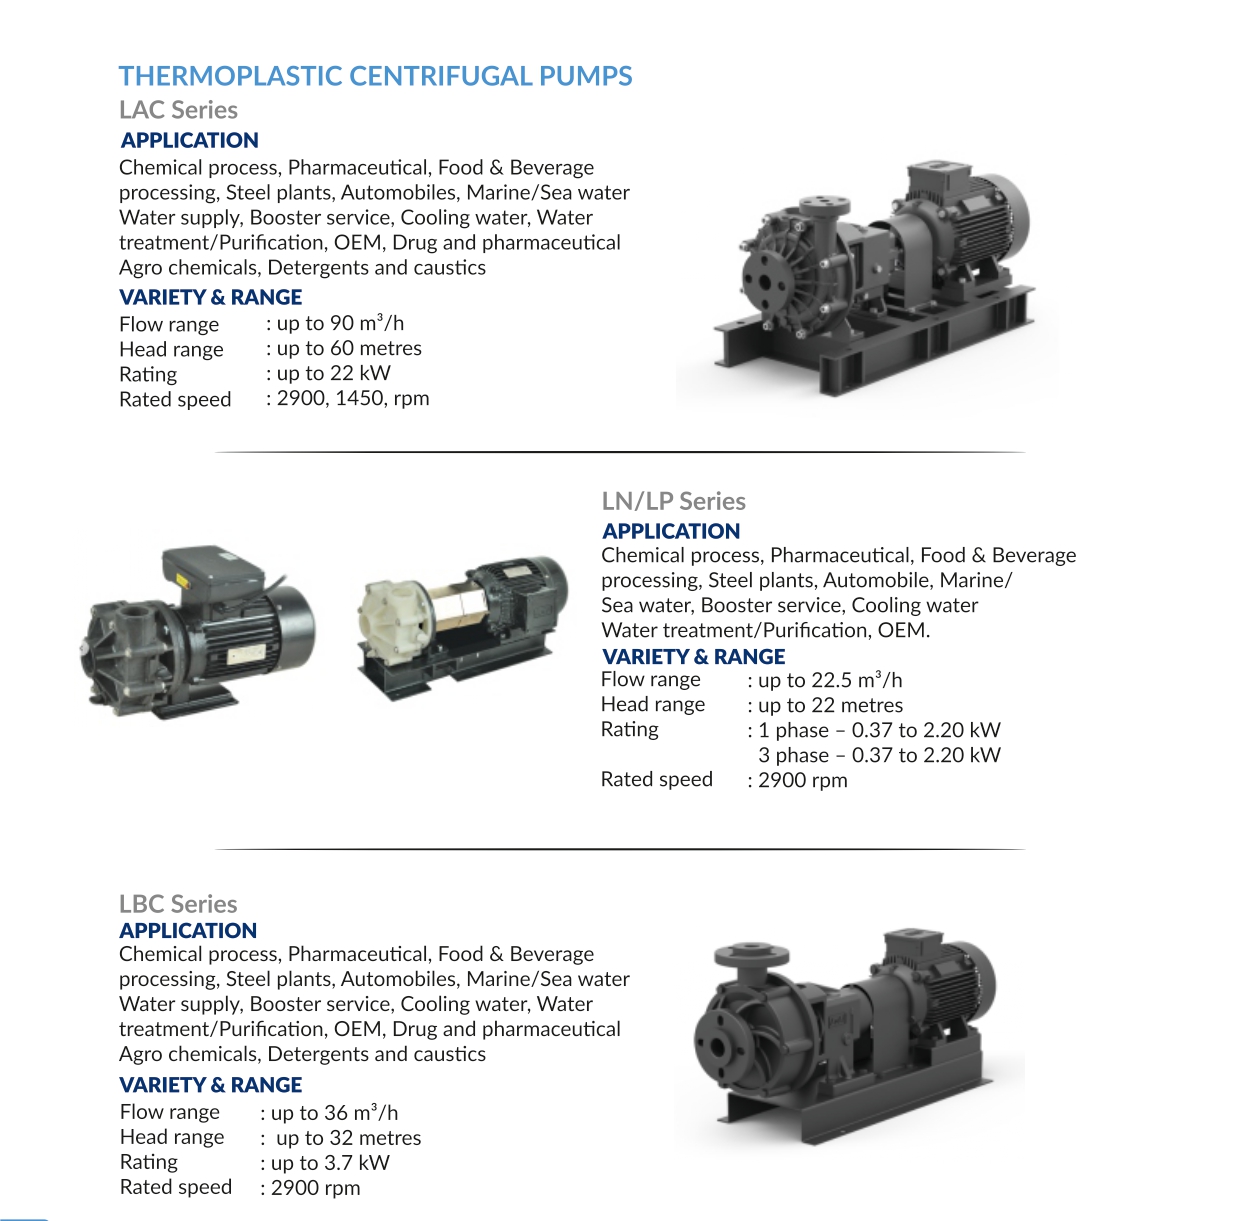 THERMOPLASTIC CENTRIFUGAL PUMPS
LAC Series
APPLICATION
Chemical process, Pharmaceutical, Food & Beverage
processing, Steel plants, Automobiles, Marine/Sea water
Water supply, Booster service, Cooling water, Water
treatment/Purification, OEM, Drug and pharmaceutical
Agro chemicals, Detergents and caustics
VARIETY & RANGE
Flow range : up to 90 m³/h
Head range : up to 60 metres
Rating : up to 22 kW
Rated speed : 2900, 1450, rpm
LN/LP Series
APPLICATION
Chemical process, Pharmaceutical, Food & Beverage
processing, Steel plants, Automobile, Marine/
Sea water, Booster service, Cooling water
Water treatment/Purification, OEM.
VARIETY & RANGE
Flow range : up to 22.5 m³/h
Head range : up to 22 metres
Rating : 1 phase – 0.37 to 2.20 kW
3 phase – 0.37 to 2.20 kW
Rated speed : 2900 rpm
LBC Series
APPLICATION
Chemical process, Pharmaceutical, Food & Beverage
processing, Steel plants, Automobiles, Marine/Sea water
Water supply, Booster service, Cooling water, Water
treatment/Purification, OEM, Drug and pharmaceutical
Agro chemicals, Detergents and caustics
VARIETY & RANGE
Flow range : up to 36 m³/h
Head range : up to 32 metres
Rating : up to 3.7 kW
Rated speed : 2900 rpm